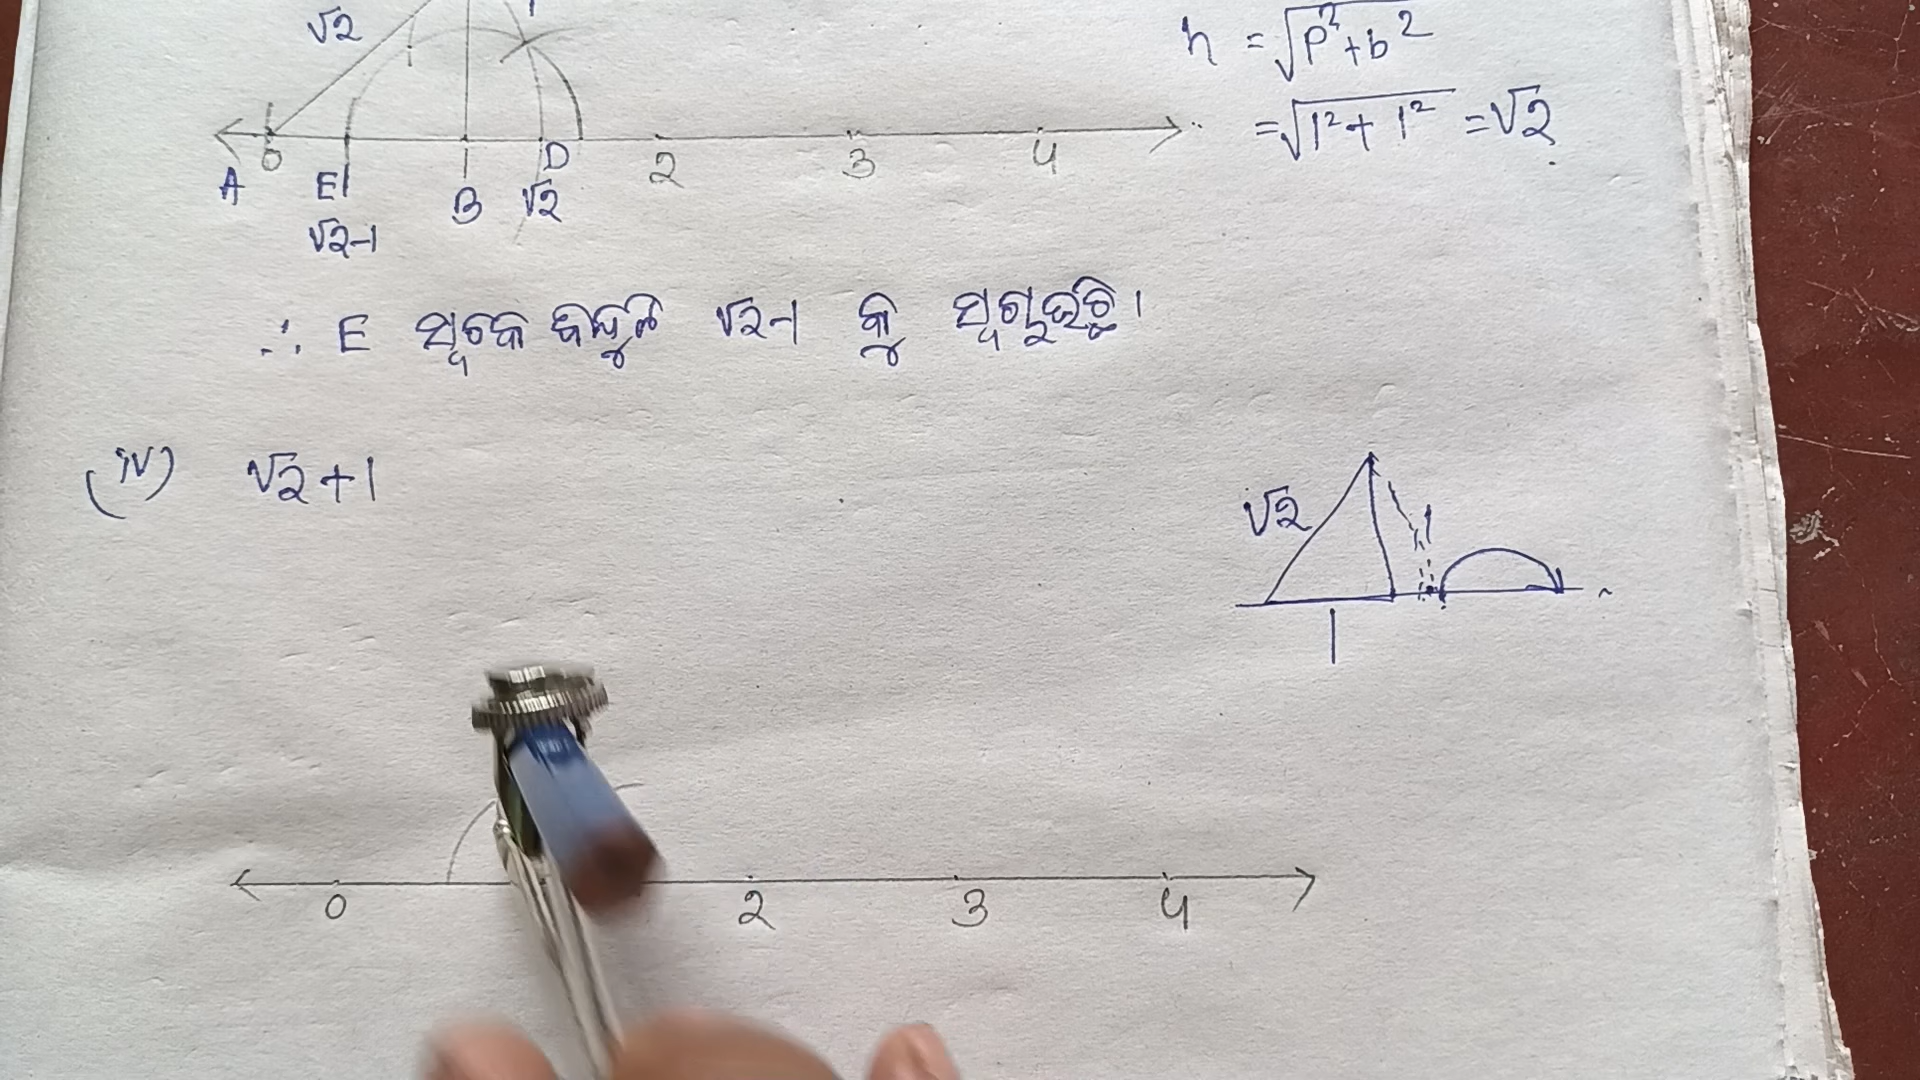 √2
h = √p²+b²
= √1²+1² = √2
0 D 2 3 4
A E B √2
√2-1
∴ E ସୂଚକ ବିନ୍ଦୁଟି √2-1 କୁ ସୂଚାଉଛି।
(iv) √2+1
√2 1
1
0 2 3 4